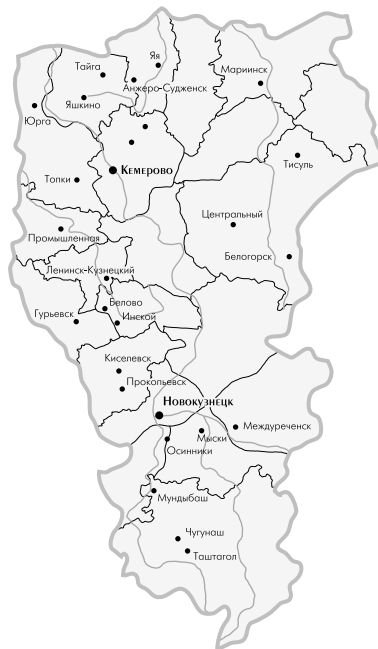 Яя
Тайга
Анжеро-Судженск
Мариинск
Яшкино
Юрга
Тисуль
Кемерово
Топки
Центральный
Промышленная
Белогорск
Ленинск-Кузнецкий
Белово
Гурьевск
Инской
Киселевск
Прокопьевск
Новокузнецк
Междуреченск
Мыски
Осинники
Мундыбаш
Чугунаш
Таштагол